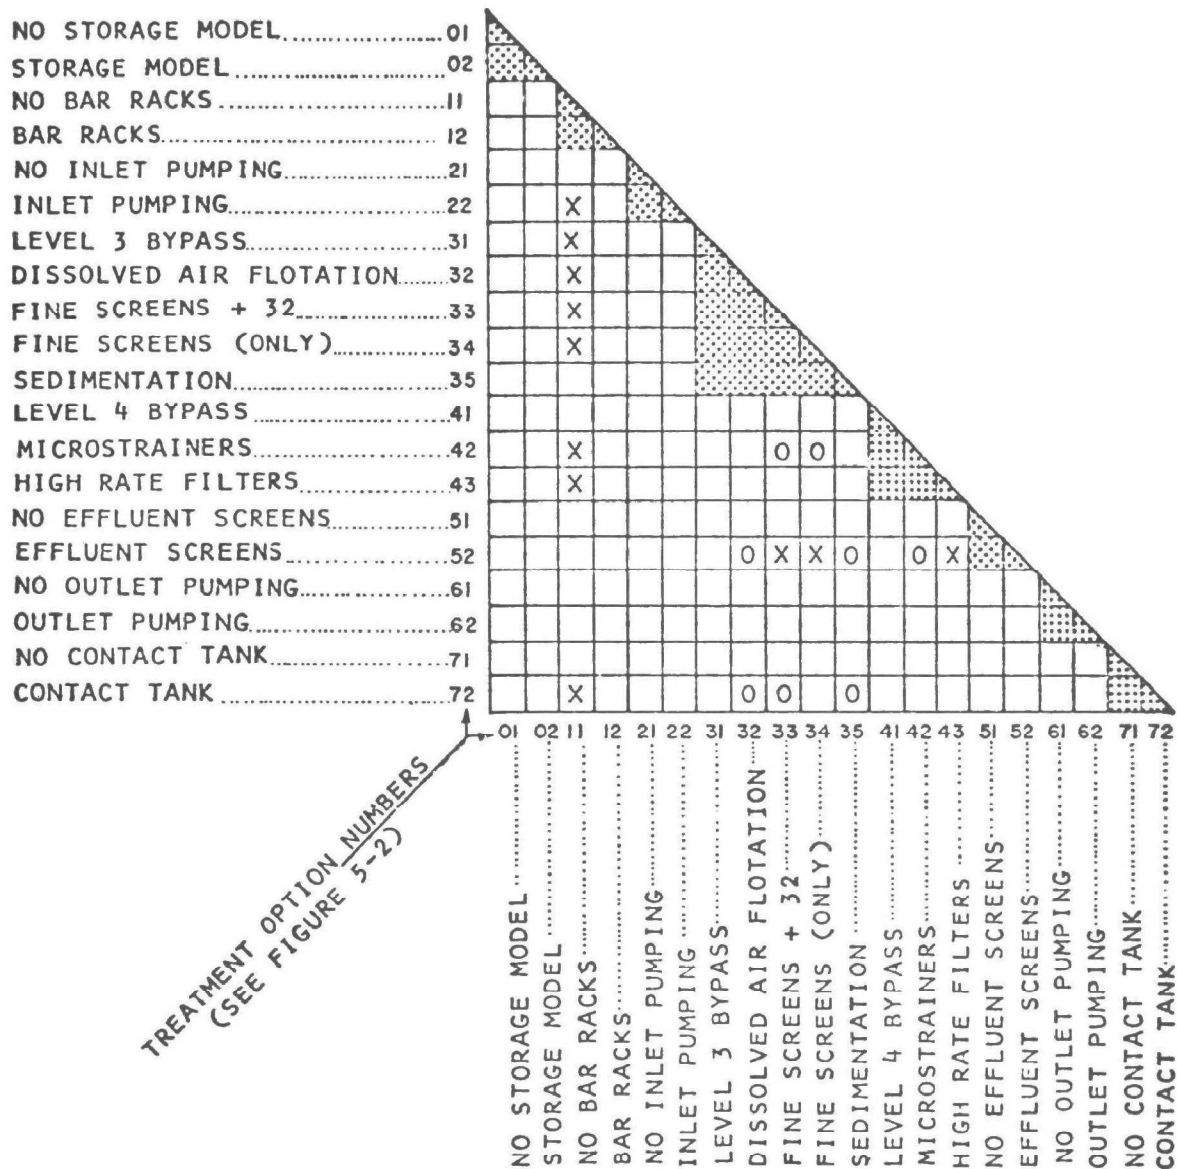 NO STORAGE MODEL 01
STORAGE MODEL 02
NO BAR RACKS 11
BAR RACKS 12
NO INLET PUMPING 21
INLET PUMPING 22 X
LEVEL 3 BYPASS 31 X
DISSOLVED AIR FLOTATION 32 X
FINE SCREENS + 32 33 X
FINE SCREENS (ONLY) 34 X
SEDIMENTATION 35
LEVEL 4 BYPASS 41
MICROSTRAINERS 42 X O O
HIGH RATE FILTERS 43 X
NO EFFLUENT SCREENS 51
EFFLUENT SCREENS 52 O X X O O X
NO OUTLET PUMPING 61
OUTLET PUMPING 62
NO CONTACT TANK 71
CONTACT TANK 72 X O O O
01 02 11 12 21 22 31 32 33 34 35 41 42 43 51 52 61 62 71 72
TREATMENT OPTION NUMBERS
(SEE FIGURE 5-2)
NO STORAGE MODEL
STORAGE MODEL
NO BAR RACKS
BAR RACKS
NO INLET PUMPING
INLET PUMPING
LEVEL 3 BYPASS
DISSOLVED AIR FLOTATION
FINE SCREENS + 32
FINE SCREENS (ONLY)
SEDIMENTATION
LEVEL 4 BYPASS
MICROSTRAINERS
HIGH RATE FILTERS
NO EFFLUENT SCREENS
EFFLUENT SCREENS
NO OUTLET PUMPING
OUTLET PUMPING
NO CONTACT TANK
CONTACT TANK